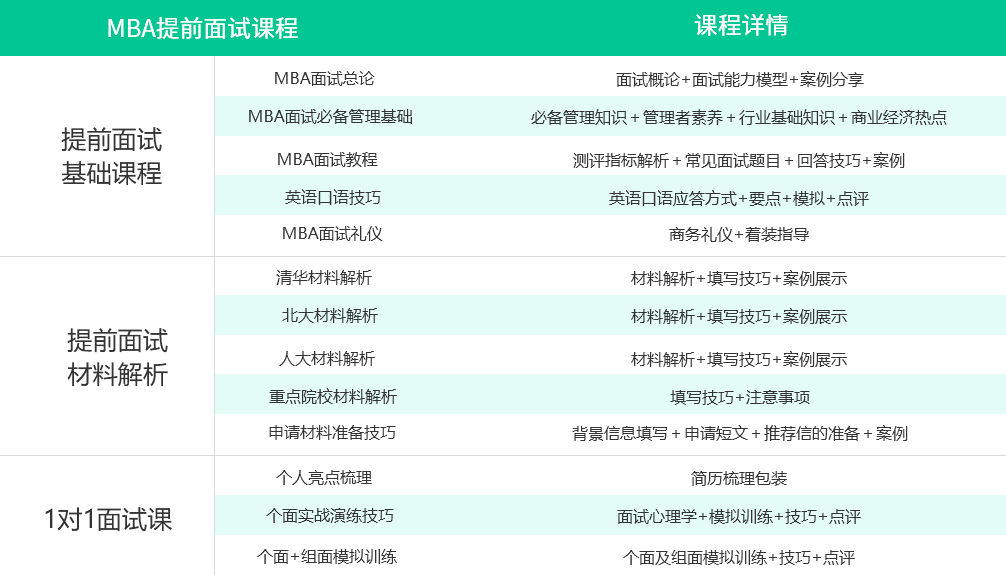 MBA提前面试课程 课程详情
提前面试
基础课程
MBA面试总论 面试概论+面试能力模型+案例分享
MBA面试必备管理基础 必备管理知识+管理者素养+行业基础知识+商业经济热点
MBA面试教程 测评指标解析+常见面试题目+回答技巧+案例
英语口语技巧 英语口语应答方式+要点+模拟+点评
MBA面试礼仪 商务礼仪+着装指导
提前面试
材料解析
清华材料解析 材料解析+填写技巧+案例展示
北大材料解析 材料解析+填写技巧+案例展示
人大材料解析 材料解析+填写技巧+案例展示
重点院校材料解析 填写技巧+注意事项
申请材料准备技巧 背景信息填写+申请短文+推荐信的准备+案例
1对1面试课
个人亮点梳理 简历梳理包装
个面实战演练技巧 面试心理学+模拟训练+技巧+点评
个面+组面模拟训练 个面及组面模拟训练+技巧+点评